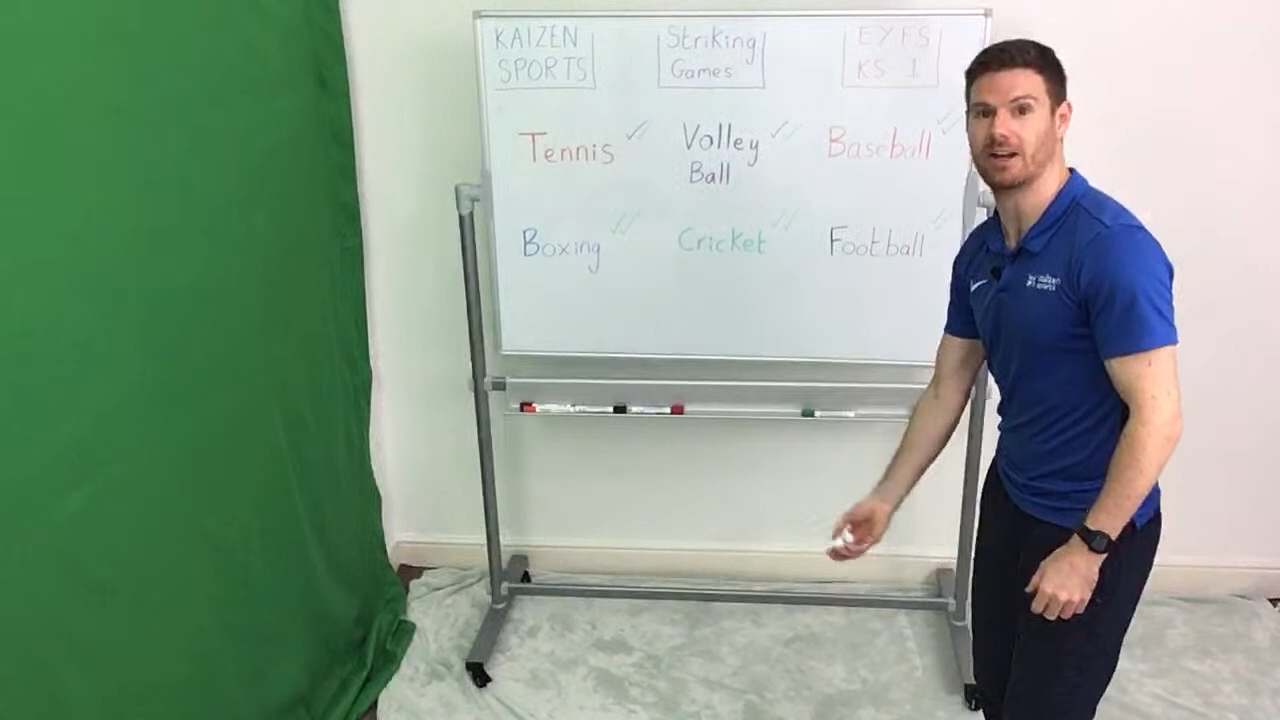 KAIZEN
SPORTS
Striking
Games
EYFS
KS 1
Tennis
Volley
Ball
Baseball
Boxing
Cricket
Football